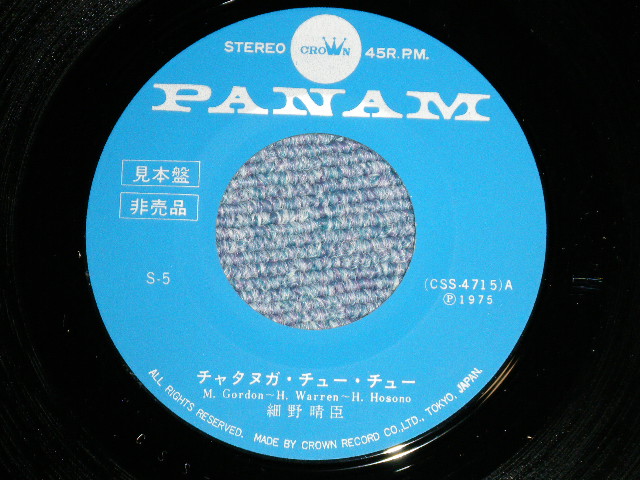 STEREO CROWN 45R.P.M.
PANAM
見本盤
非売品
S-5
(CSS-4715)A
Ⓟ1975
チャタヌガ・チュー・チュー
M. Gordon~H. Warren~H. Hosono
細野晴臣
ALL RIGHTS RESERVED. MADE BY CROWN RECORD CO.,LTD., TOKYO, JAPAN.